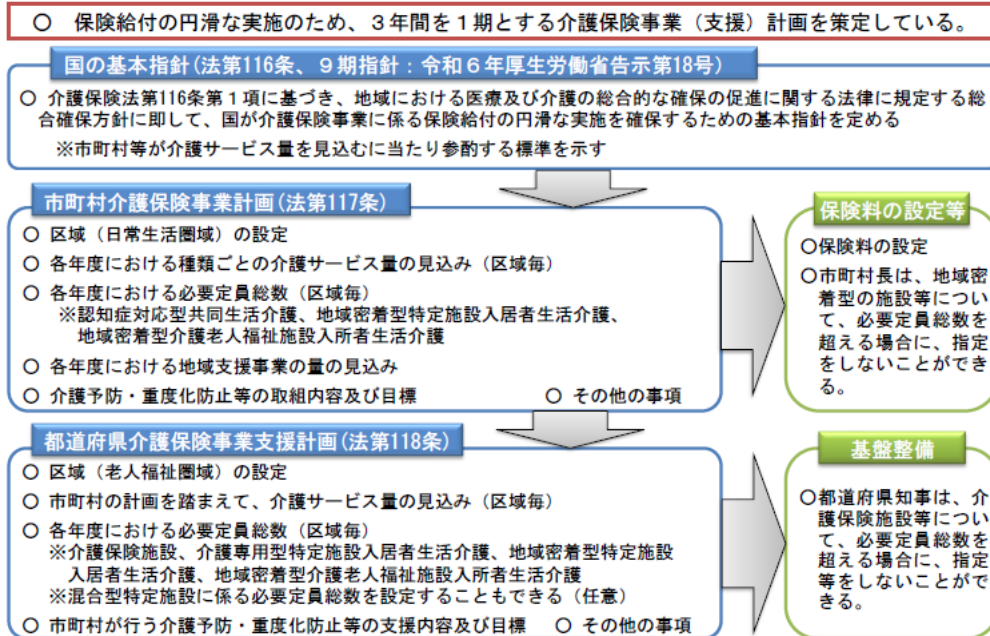 ○ 保険給付の円滑な実施のため、３年間を１期とする介護保険事業（支援）計画を策定している。
国の基本指針(法第116条、９期指針：令和６年厚生労働省告示第18号)
○ 介護保険法第116条第１項に基づき、地域における医療及び介護の総合的な確保の促進に関する法律に規定する総
合確保方針に即して、国が介護保険事業に係る保険給付の円滑な実施を確保するための基本指針を定める
※市町村等が介護サービス量を見込むに当たり参酌する標準を示す
市町村介護保険事業計画(法第117条)
○ 区域（日常生活圏域）の設定
○ 各年度における種類ごとの介護サービス量の見込み（区域毎）
○ 各年度における必要定員総数（区域毎）
※認知症対応型共同生活介護、地域密着型特定施設入居者生活介護、
地域密着型介護老人福祉施設入所者生活介護
○ 各年度における地域支援事業の量の見込み
○ 介護予防・重度化防止等の取組内容及び目標 ○ その他の事項
保険料の設定等
○保険料の設定
○市町村長は、地域密
着型の施設等につい
て、必要定員総数を
超える場合に、指定
をしないことができ
る。
都道府県介護保険事業支援計画(法第118条)
○ 区域（老人福祉圏域）の設定
○ 市町村の計画を踏まえて、介護サービス量の見込み（区域毎）
○ 各年度における必要定員総数（区域毎）
※介護保険施設、介護専用型特定施設入居者生活介護、地域密着型特定施設
入居者生活介護、地域密着型介護老人福祉施設入所者生活介護
※混合型特定施設に係る必要定員総数を設定することもできる（任意）
○ 市町村が行う介護予防・重度化防止等の支援内容及び目標 ○ その他の事項
基盤整備
○都道府県知事は、介
護保険施設等につい
て、必要定員総数を
超える場合に、指定
等をしないことがで
きる。